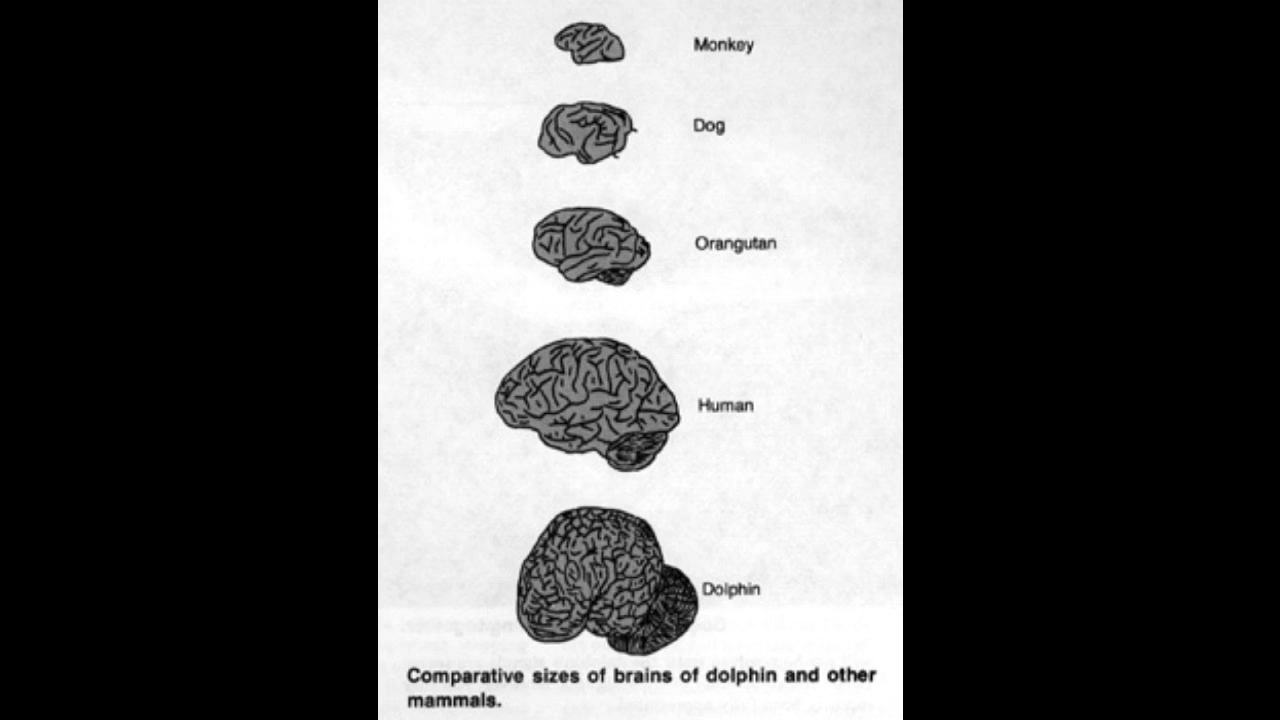 Monkey
Dog
Orangutan
Human
Dolphin
Comparative sizes of brains of dolphin and other
mammals.